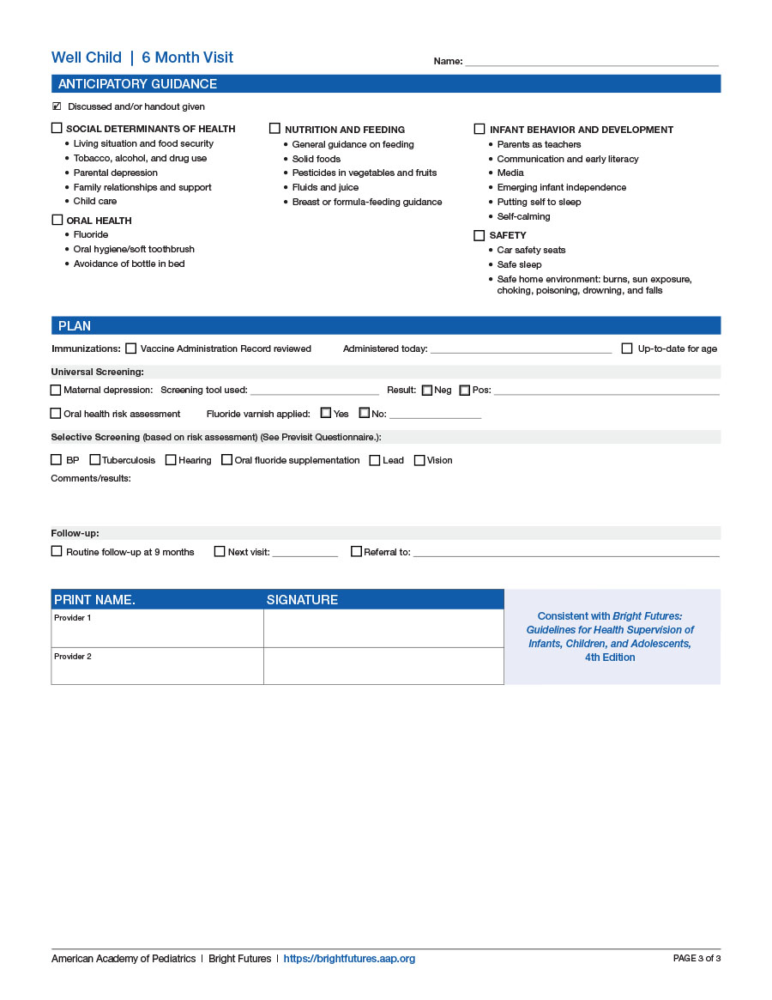 Well Child | 6 Month Visit
Name:
ANTICIPATORY GUIDANCE
Discussed and/or handout given
SOCIAL DETERMINANTS OF HEALTH
• Living situation and food security
• Tobacco, alcohol, and drug use
• Parental depression
• Family relationships and support
• Child care
ORAL HEALTH
• Fluoride
• Oral hygiene/soft toothbrush
• Avoidance of bottle in bed
NUTRITION AND FEEDING
• General guidance on feeding
• Solid foods
• Pesticides in vegetables and fruits
• Fluids and juice
• Breast or formula-feeding guidance
INFANT BEHAVIOR AND DEVELOPMENT
• Parents as teachers
• Communication and early literacy
• Media
• Emerging infant independence
• Putting self to sleep
• Self-calming
SAFETY
• Car safety seats
• Safe sleep
• Safe home environment: burns, sun exposure,
choking, poisoning, drowning, and falls
PLAN
Immunizations: Vaccine Administration Record reviewed Administered today: Up-to-date for age
Universal Screening:
Maternal depression: Screening tool used: Result: Neg Pos:
Oral health risk assessment Fluoride varnish applied: Yes No:
Selective Screening (based on risk assessment) (See Previsit Questionnaire.):
BP Tuberculosis Hearing Oral fluoride supplementation Lead Vision
Comments/results:
Follow-up:
Routine follow-up at 9 months Next visit: Referral to:
PRINT NAME. SIGNATURE
Provider 1
Provider 2
Consistent with Bright Futures:
Guidelines for Health Supervision of
Infants, Children, and Adolescents,
4th Edition
American Academy of Pediatrics | Bright Futures | https://brightfutures.aap.org
PAGE 3 of 3